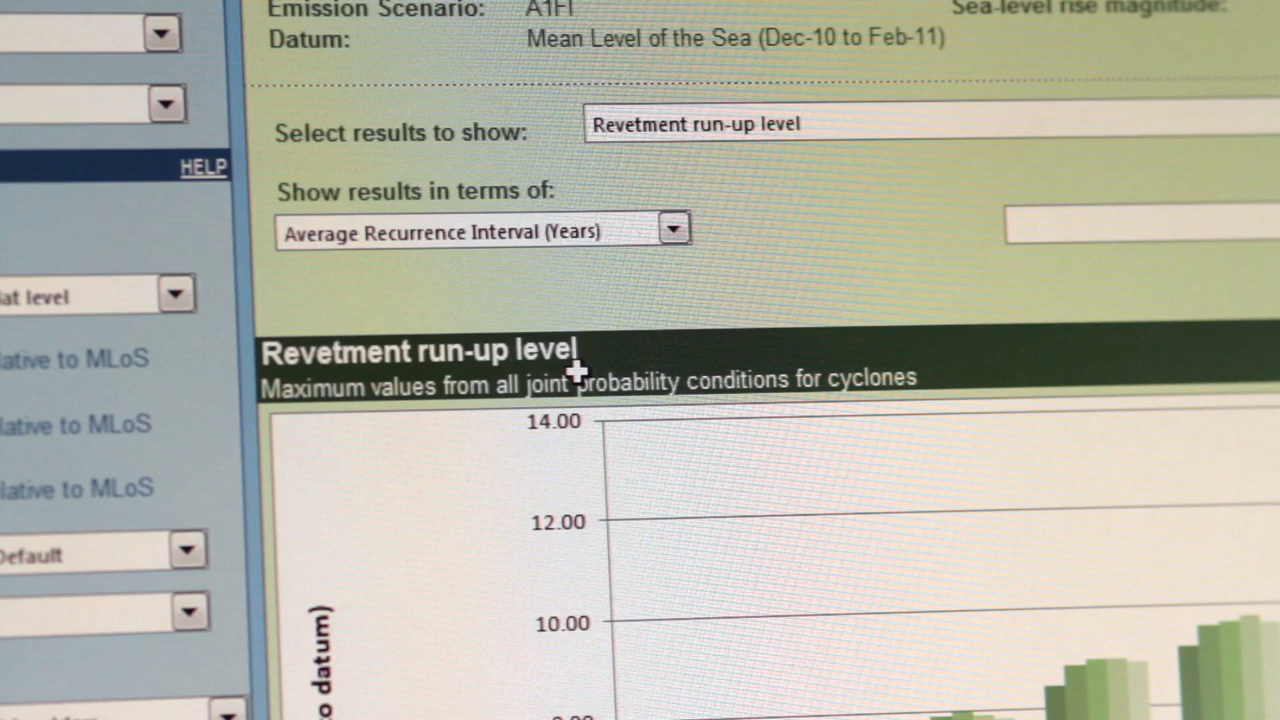 Emission Scenario: A1FI
Sea-level rise magnitude:
Datum: Mean Level of the Sea (Dec-10 to Feb-11)
Select results to show: Revetment run-up level
HELP
Show results in terms of:
Average Recurrence Interval (Years)
lat level
Revetment run-up level
lative to MLoS
Maximum values from all joint probability conditions for cyclones
14.00
lative to MLoS
lative to MLoS
12.00
Default
10.00
o datum)